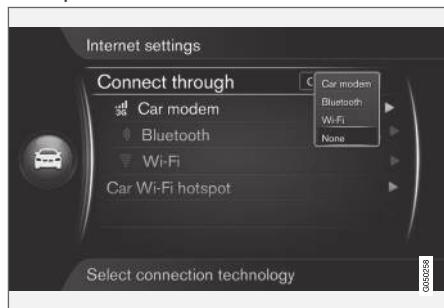 Internet settings
Connect through
Car modem
Bluetooth
Wi-Fi
None
3G Car modem
Bluetooth
Wi-Fi
Car Wi-Fi hotspot
Select connection technology
G050258